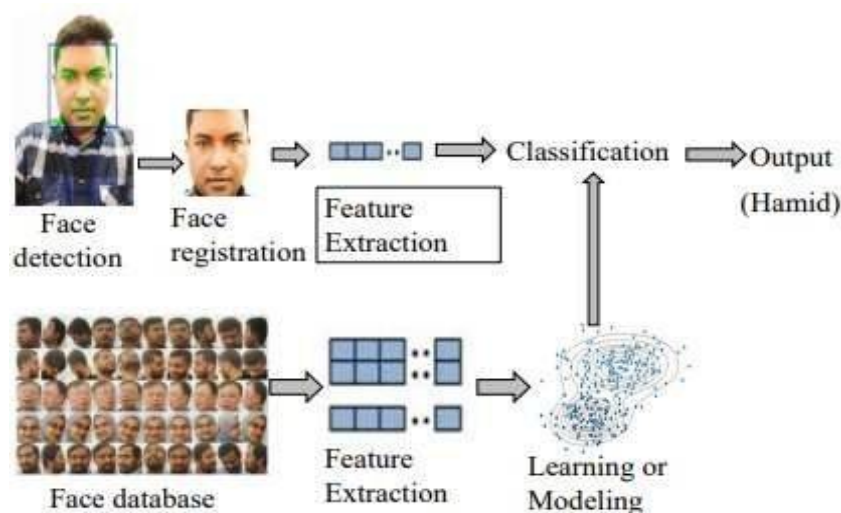 Face
detection
Face
registration
Feature
Extraction
Classification
Output
(Hamid)
Face database
Feature
Extraction
Learning or
Modeling